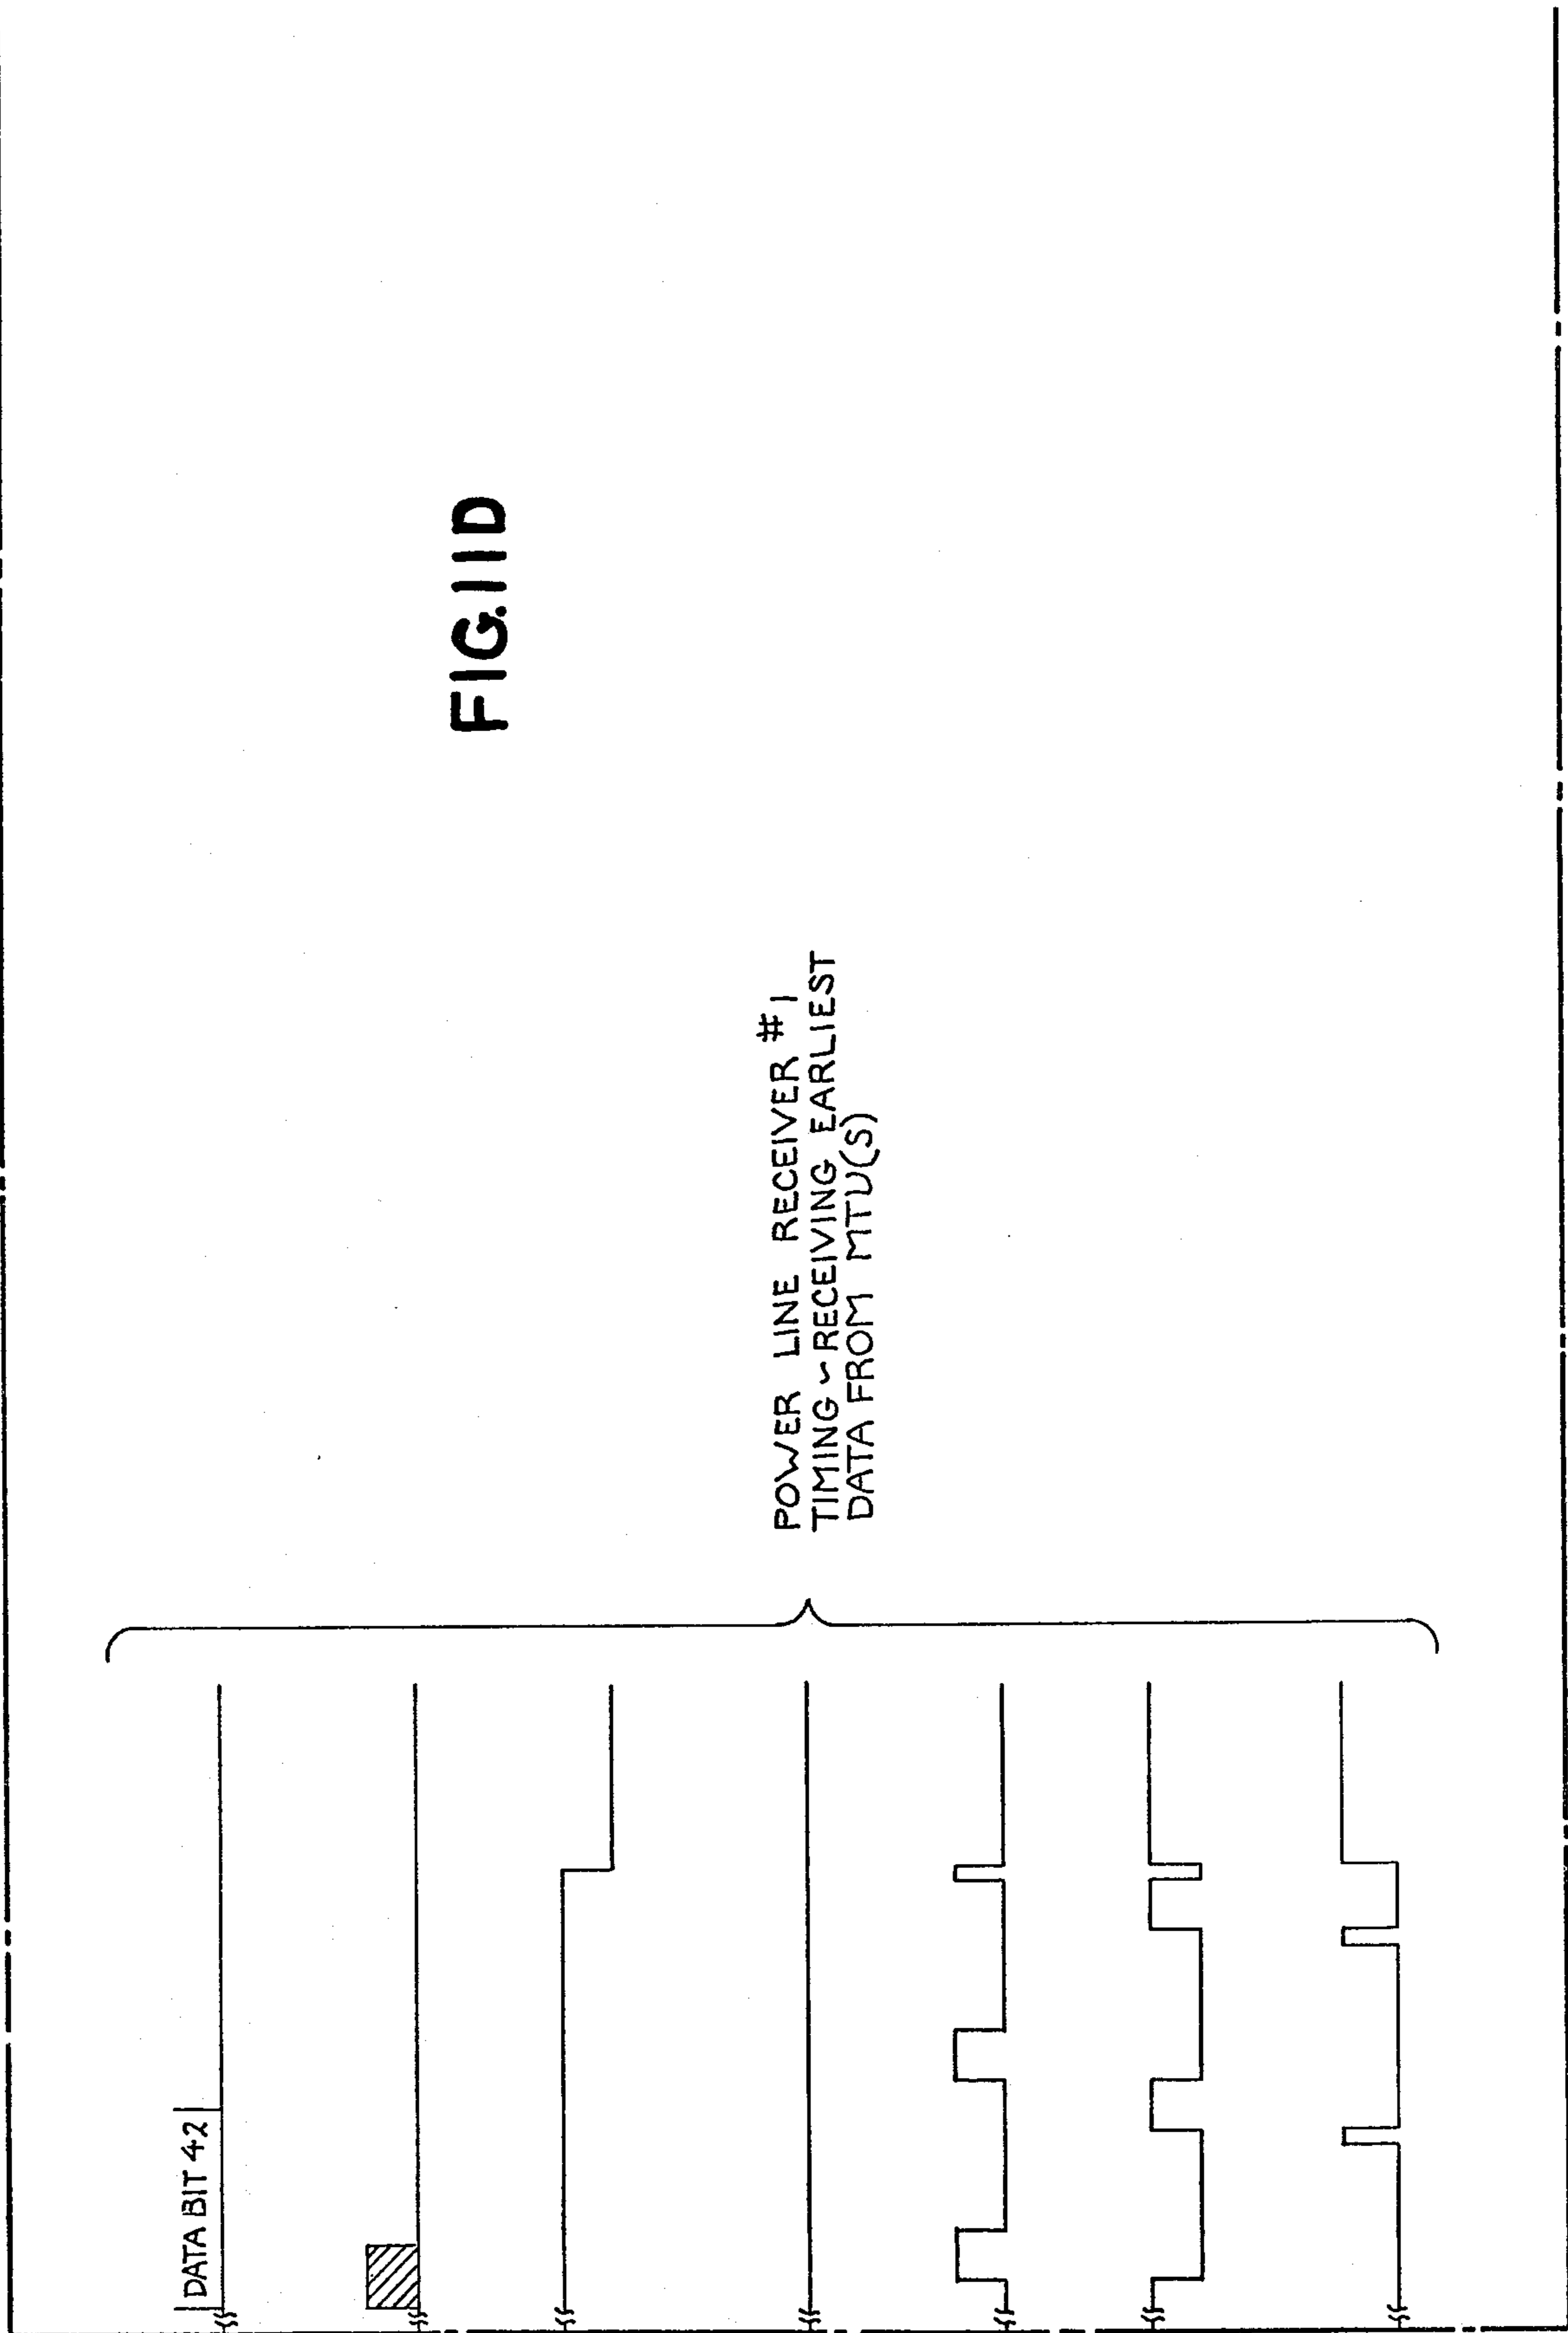 DATA BIT 42
POWER LINE RECEIVER #1
TIMING ~ RECEIVING EARLIEST
DATA FROM MTU(S)
FIG. 11D